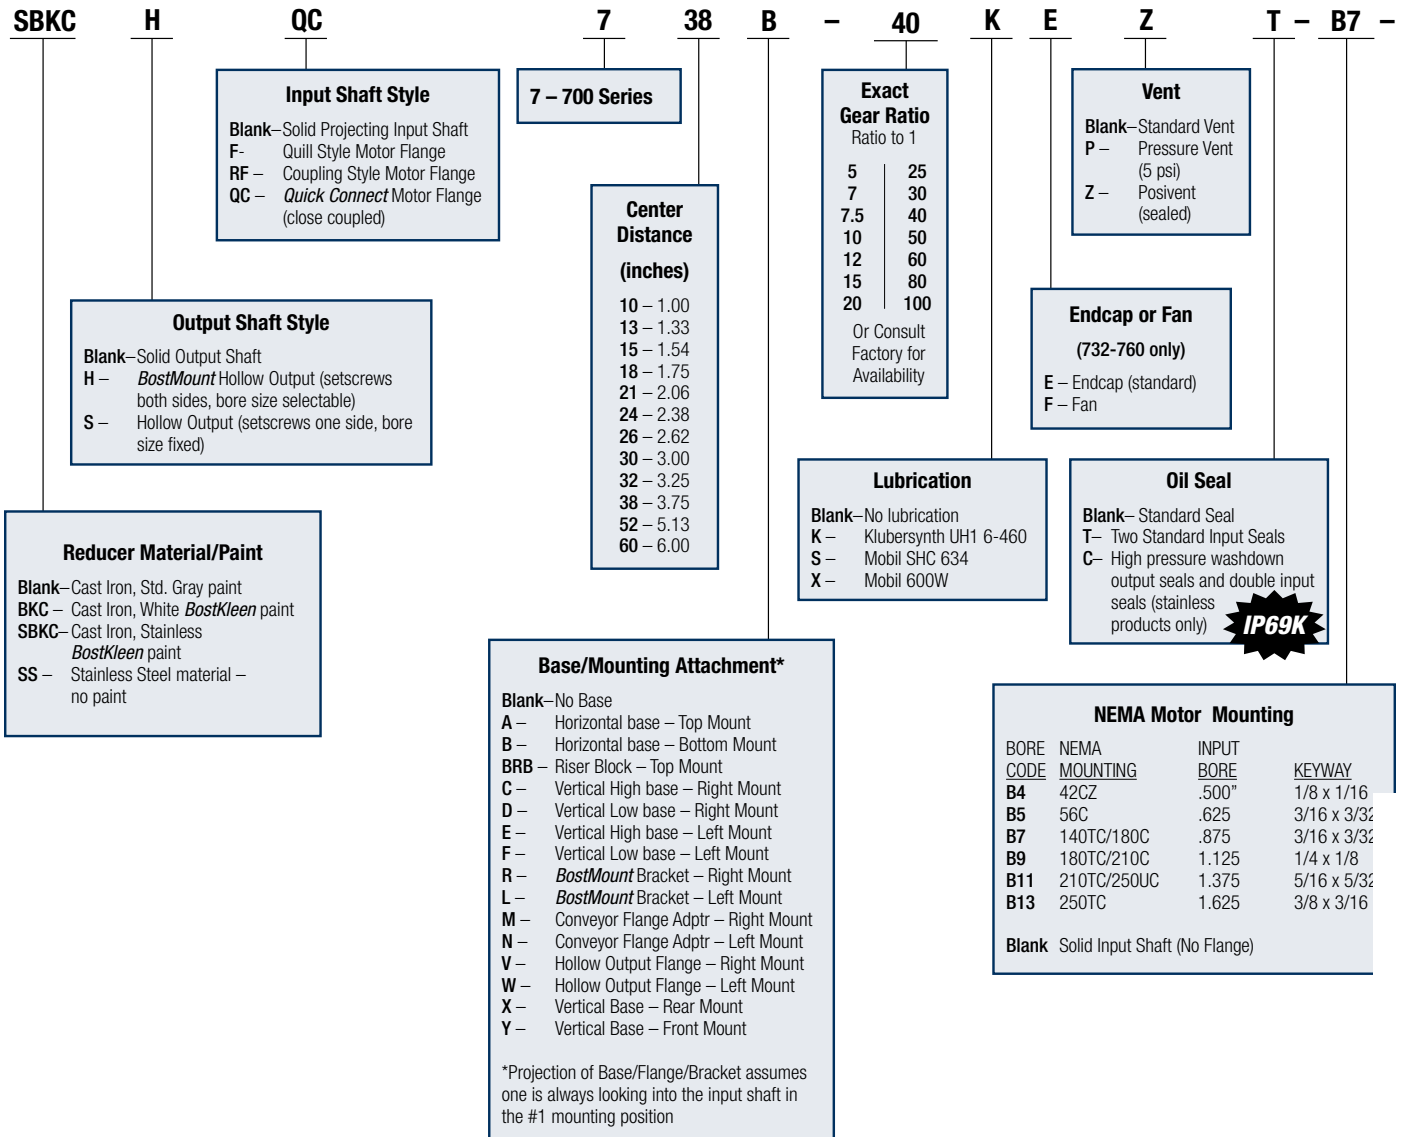 SBKC H QC 7 38 B – 40 K E Z T – B7 –
Input Shaft Style
Blank–Solid Projecting Input Shaft
F- Quill Style Motor Flange
RF – Coupling Style Motor Flange
QC – Quick Connect Motor Flange
(close coupled)
7 – 700 Series
Exact
Gear Ratio
Ratio to 1
5 25
7 30
7.5 40
10 50
12 60
15 80
20 100
Or Consult
Factory for
Availability
Vent
Blank–Standard Vent
P – Pressure Vent
(5 psi)
Z – Posivent
(sealed)
Center
Distance
(inches)
10 – 1.00
13 – 1.33
15 – 1.54
18 – 1.75
21 – 2.06
24 – 2.38
26 – 2.62
30 – 3.00
32 – 3.25
38 – 3.75
52 – 5.13
60 – 6.00
Output Shaft Style
Blank–Solid Output Shaft
H – BostMount Hollow Output (setscrews
both sides, bore size selectable)
S – Hollow Output (setscrews one side, bore
size fixed)
Endcap or Fan
(732-760 only)
E – Endcap (standard)
F – Fan
Lubrication
Blank–No lubrication
K – Klubersynth UH1 6-460
S – Mobil SHC 634
X – Mobil 600W
Oil Seal
Blank– Standard Seal
T– Two Standard Input Seals
C– High pressure washdown
output seals and double input
seals (stainless
products only)
IP69K
Reducer Material/Paint
Blank–Cast Iron, Std. Gray paint
BKC – Cast Iron, White BostKleen paint
SBKC–Cast Iron, Stainless
BostKleen paint
SS – Stainless Steel material –
no paint
Base/Mounting Attachment*
Blank–No Base
A – Horizontal base – Top Mount
B – Horizontal base – Bottom Mount
BRB – Riser Block – Top Mount
C – Vertical High base – Right Mount
D – Vertical Low base – Right Mount
E – Vertical High base – Left Mount
F – Vertical Low base – Left Mount
R – BostMount Bracket – Right Mount
L – BostMount Bracket – Left Mount
M – Conveyor Flange Adptr – Right Mount
N – Conveyor Flange Adptr – Left Mount
V – Hollow Output Flange – Right Mount
W – Hollow Output Flange – Left Mount
X – Vertical Base – Rear Mount
Y – Vertical Base – Front Mount
*Projection of Base/Flange/Bracket assumes
one is always looking into the input shaft in
the #1 mounting position
NEMA Motor Mounting
BORE NEMA INPUT
CODE MOUNTING BORE KEYWAY
B4 42CZ .500" 1/8 x 1/16
B5 56C .625 3/16 x 3/32
B7 140TC/180C .875 3/16 x 3/32
B9 180TC/210C 1.125 1/4 x 1/8
B11 210TC/250UC 1.375 5/16 x 5/32
B13 250TC 1.625 3/8 x 3/16
Blank Solid Input Shaft (No Flange)